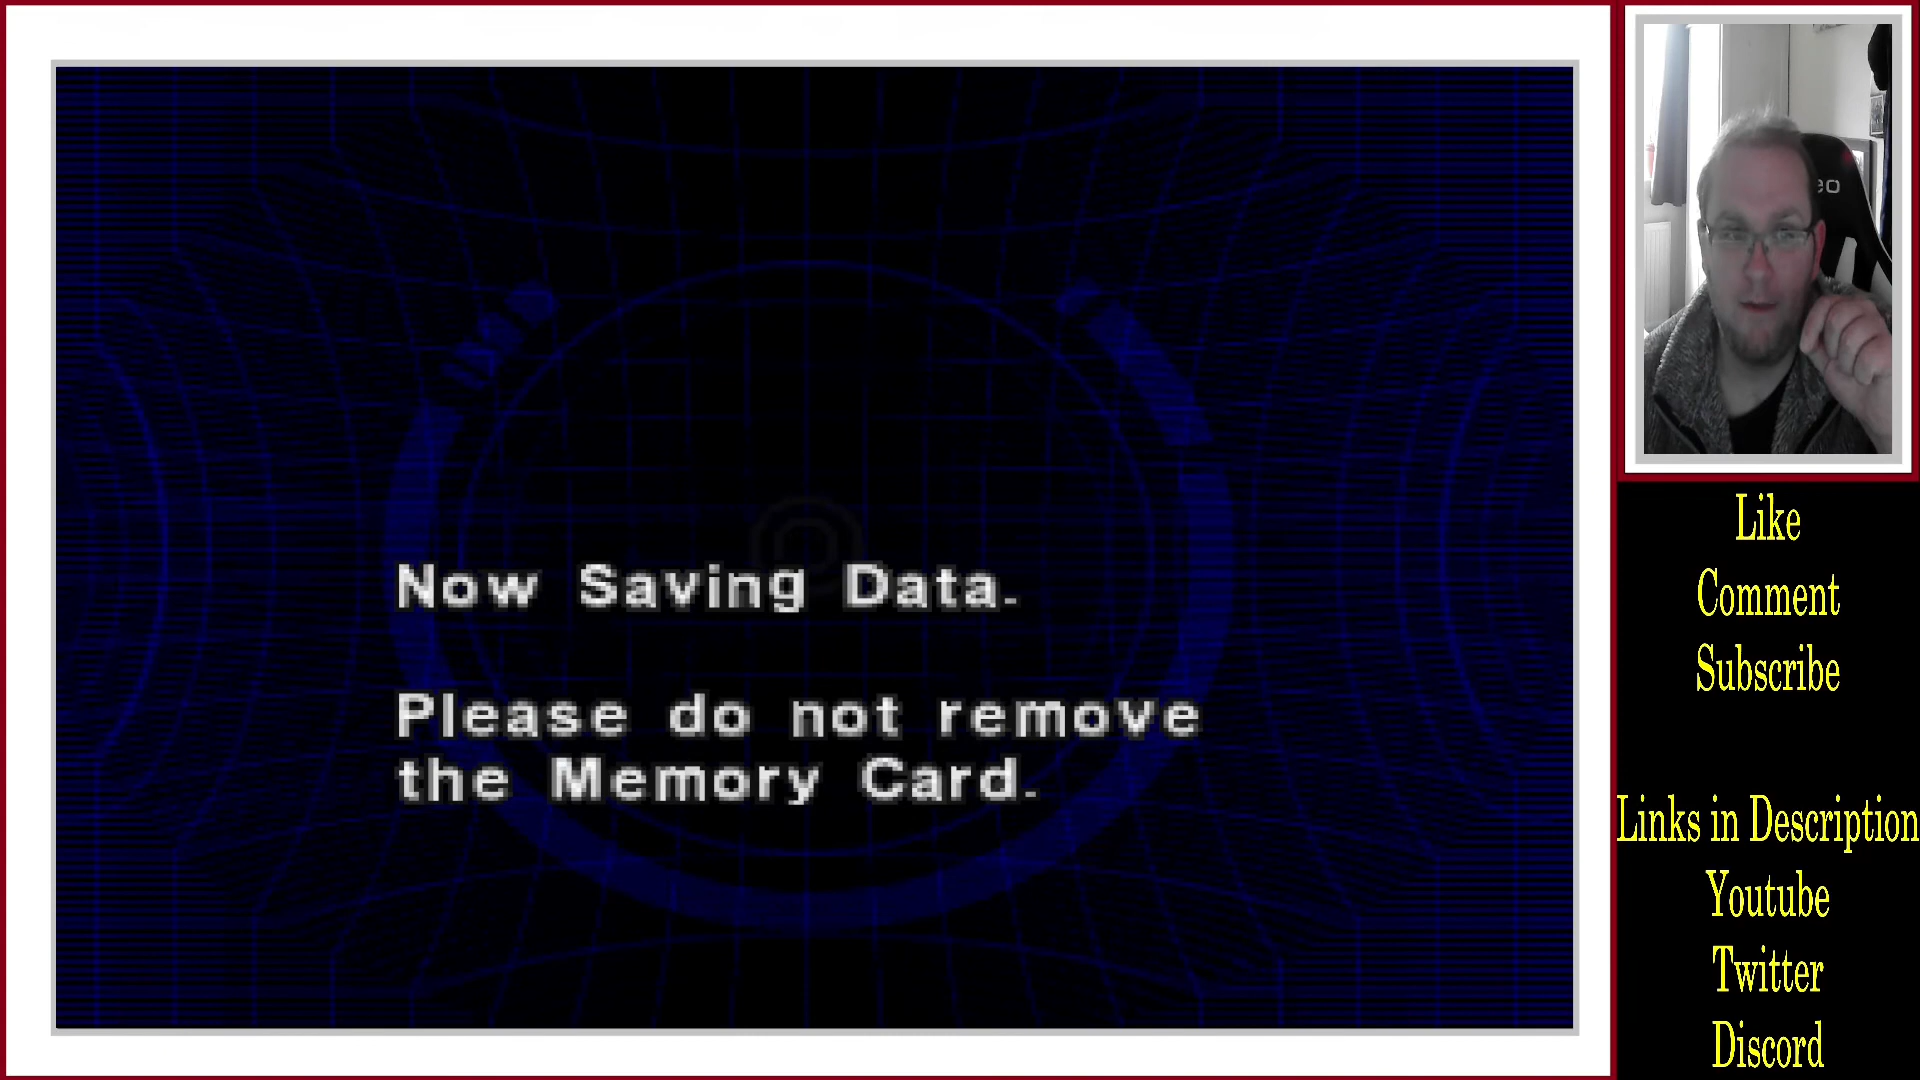 Now Saving Data.
Please do not remove
the Memory Card.
eo
Like
Comment
Subscribe
Links in Description
Youtube
Twitter
Discord